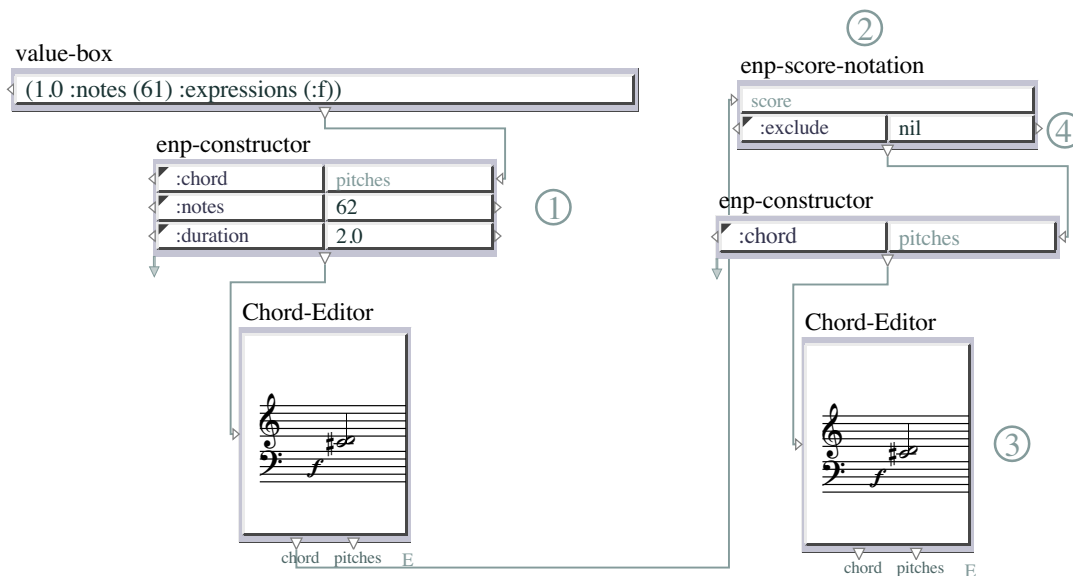 value-box
(1.0 :notes (61) :expressions (:f))
enp-constructor
:chord pitches
:notes 62
:duration 2.0
1
Chord-Editor
f
chord pitches E
2
enp-score-notation
score
:exclude nil
4
enp-constructor
:chord pitches
Chord-Editor
f
3
chord pitches E